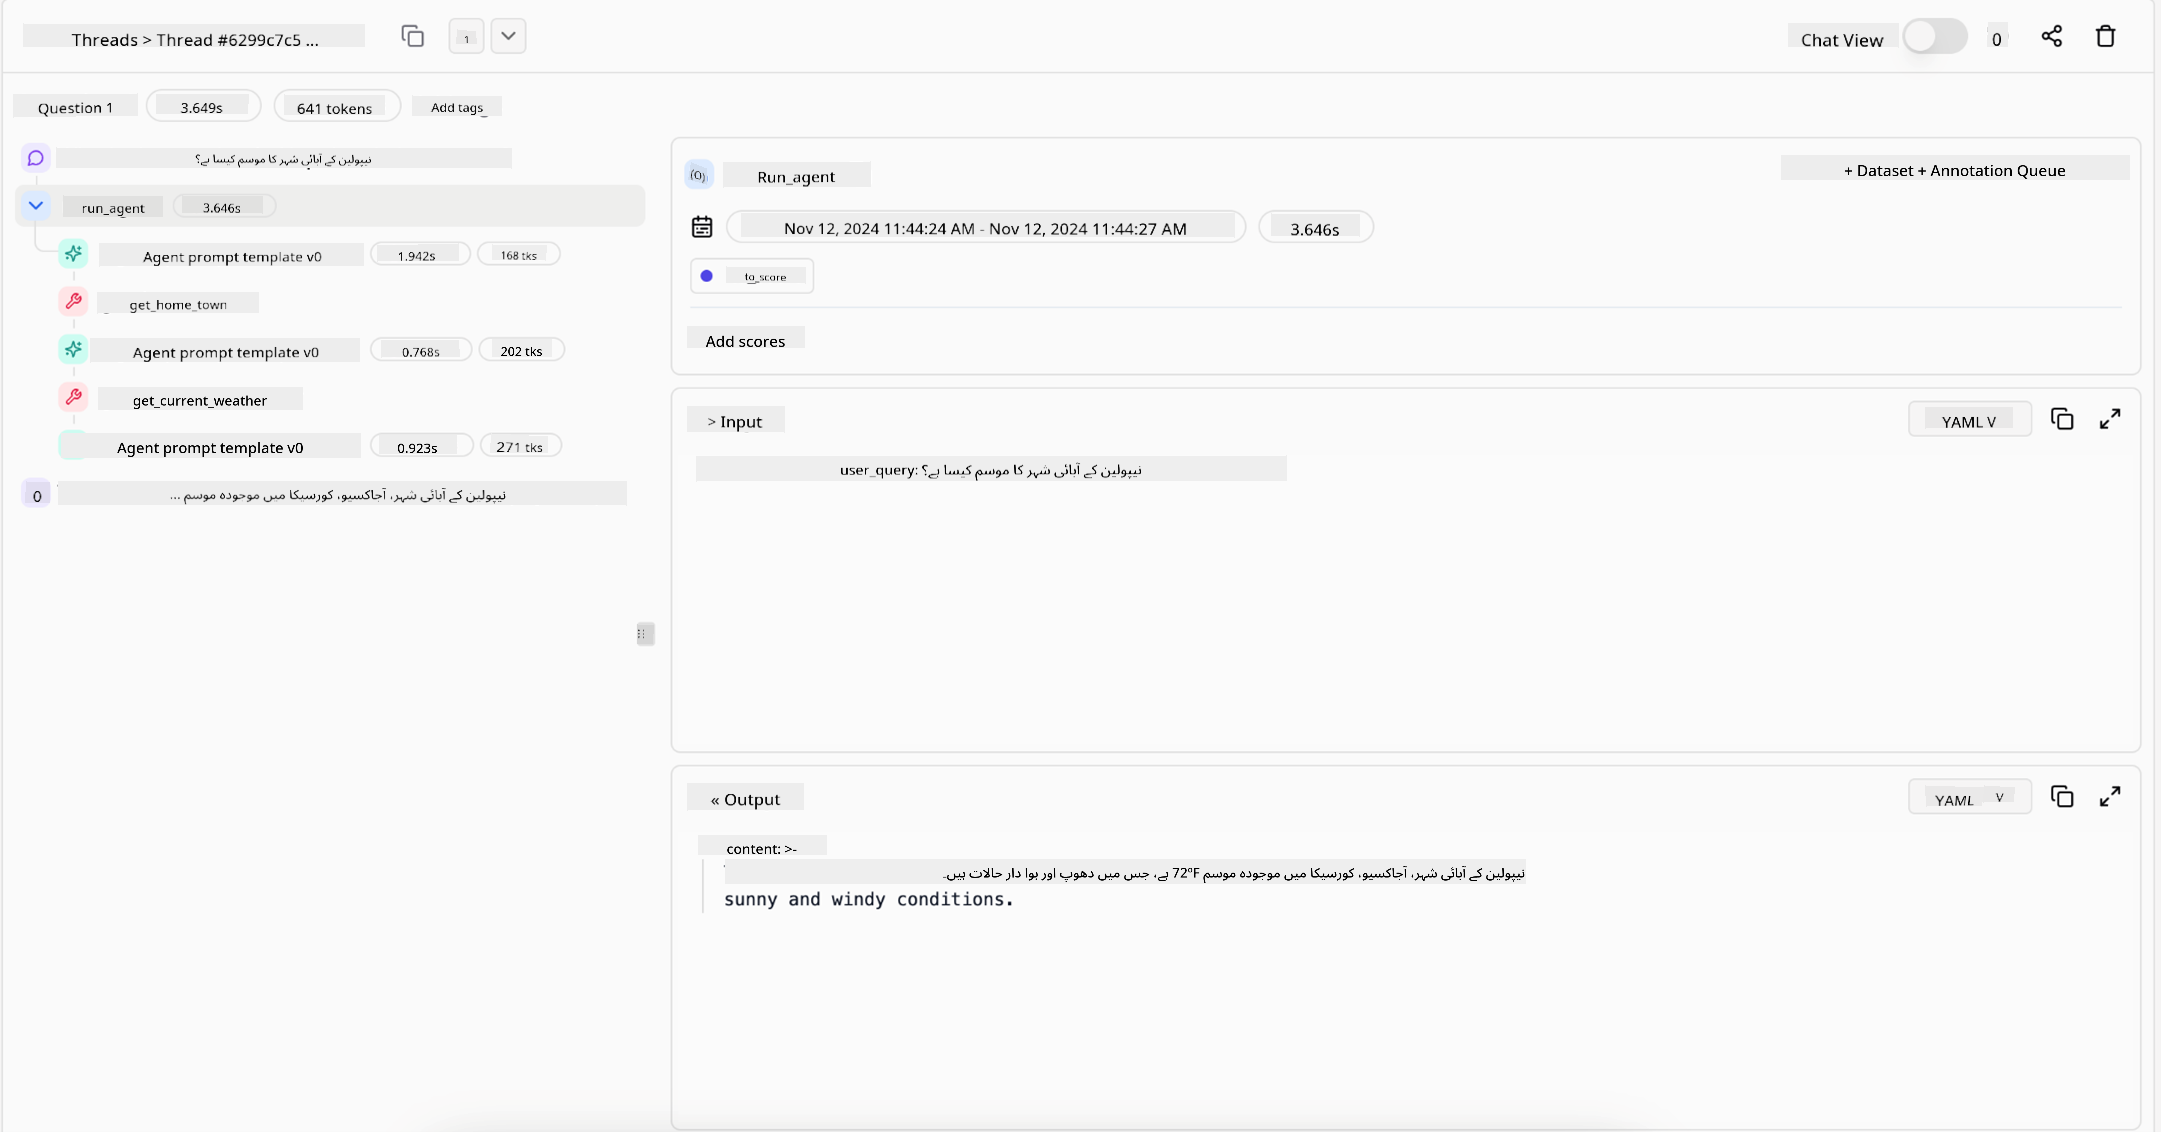 Threads > Thread #6299c7c5 ...
1
Chat View
0
Question 1
3.649s
641 tokens
Add tags
نیپولین کے آبائی شہر کا موسم کیسا ہے؟
run_agent
3.646s
Agent prompt template v0
1.942s
168 tks
get_home_town
Agent prompt template v0
0.768s
202 tks
get_current_weather
Agent prompt template v0
0.923s
271 tks
0
نیپولین کے آبائی شہر، آجاکسیو، کورسیکا میں موجودہ موسم ...
Run_agent
+ Dataset + Annotation Queue
Nov 12, 2024 11:44:24 AM - Nov 12, 2024 11:44:27 AM
3.646s
Add scores
> Input
YAML V
user_query: نیپولین کے آبائی شہر کا موسم کیسا ہے؟
« Output
YAML V
content: >-
نیپولین کے آبائی شہر، آجاکسیو، کورسیکا میں موجودہ موسم 72°F ہے، جس میں دھوپ اور ہوا دار حالات ہیں۔
sunny and windy conditions.